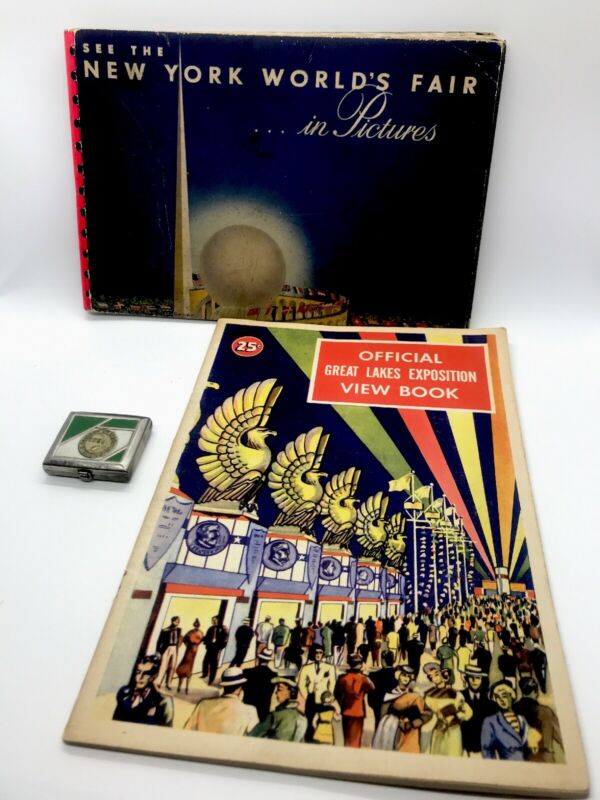 SEE THE
NEW YORK WORLD'S FAIR
... in Pictures
25¢
OFFICIAL
GREAT LAKES EXPOSITION
VIEW BOOK